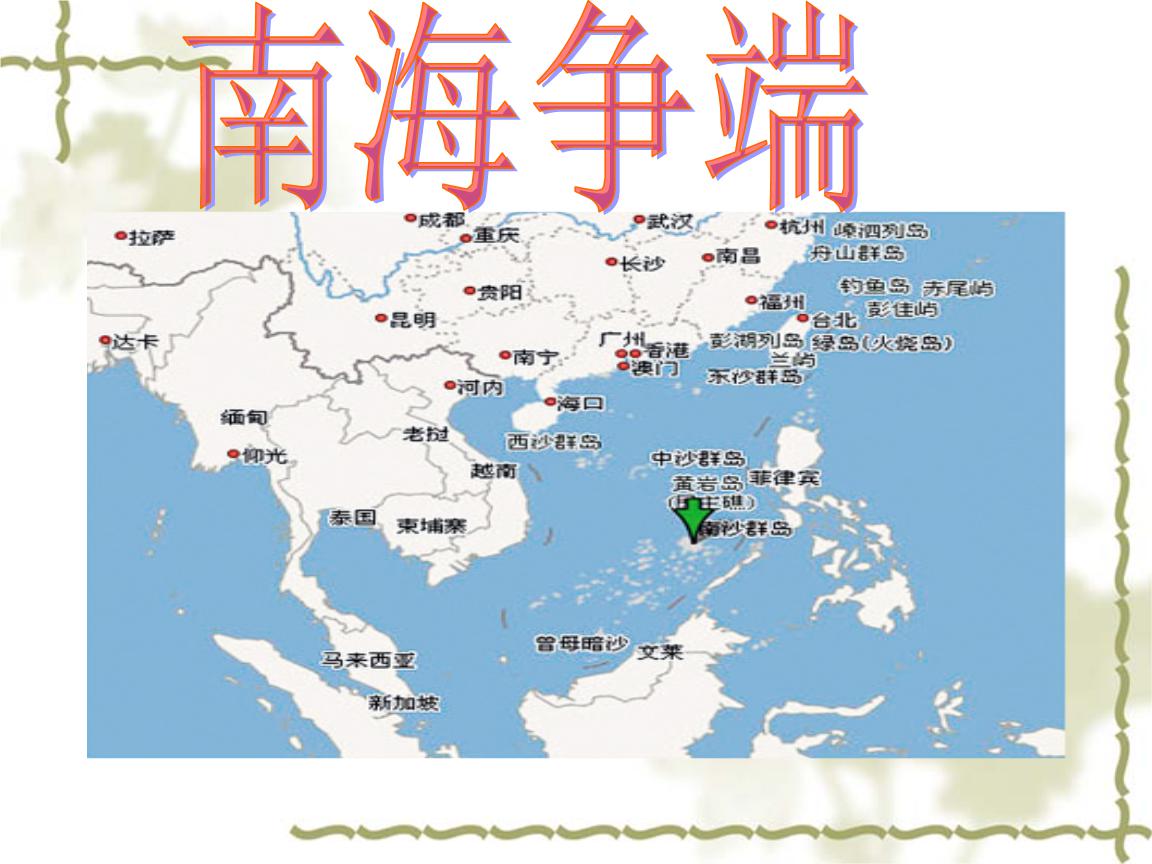 南海争端
成都
武汉
杭州
嵊泗列岛
拉萨
重庆
舟山群岛
长沙
南昌
钓鱼岛
赤尾屿
贵阳
福州
彭佳屿
昆明
台北
达卡
广州
香港
彭湖列岛
绿岛(火烧岛)
南宁
澳门
兰屿
河内
东沙群岛
海口
缅甸
老挝
西沙群岛
仰光
越南
中沙群岛
菲律宾
黄岩岛
泰国
柬埔寨
南沙群岛
曾母暗沙
文莱
马来西亚
新加坡